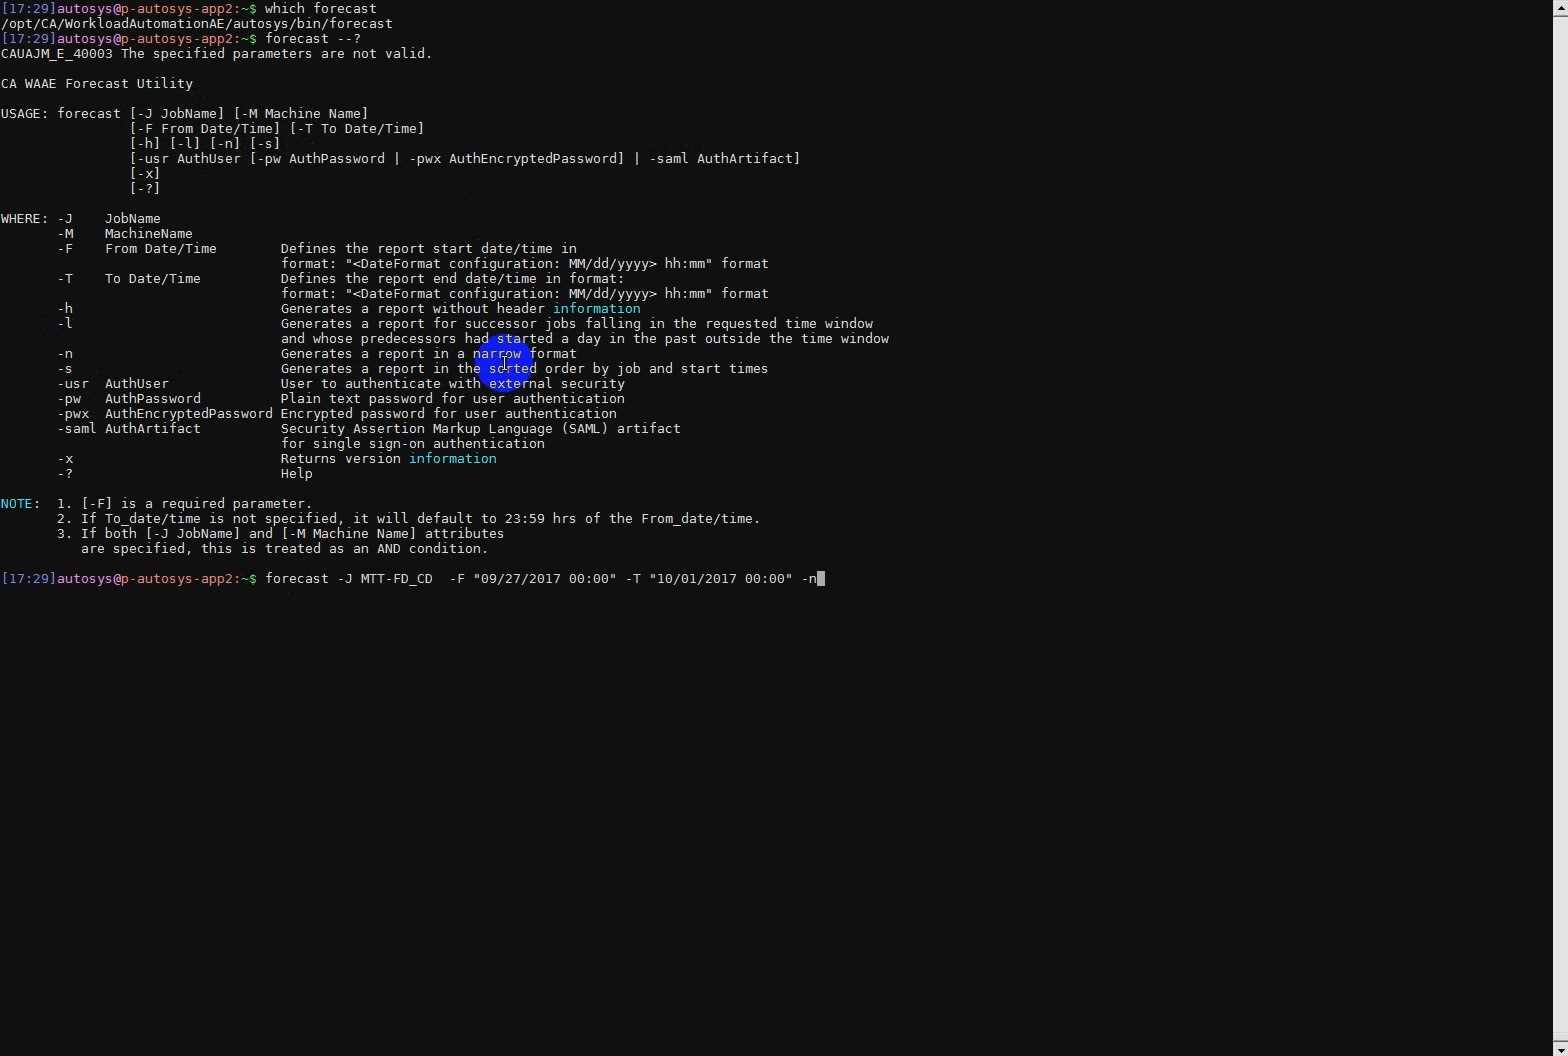 [17:29]autosys@p-autosys-app2:~$ which forecast
/opt/CA/WorkloadAutomationAE/autosys/bin/forecast
[17:29]autosys@p-autosys-app2:~$ forecast --?
CAUAJM_E_40003 The specified parameters are not valid.

CA WAAE Forecast Utility

USAGE: forecast [-J JobName] [-M Machine Name]
                [-F From Date/Time] [-T To Date/Time]
                [-h] [-l] [-n] [-s]
                [-usr AuthUser [-pw AuthPassword | -pwx AuthEncryptedPassword] | -saml AuthArtifact]
                [-x]
                [-?]

WHERE: -J    JobName
       -M    MachineName
       -F    From Date/Time        Defines the report start date/time in
                                   format: "<DateFormat configuration: MM/dd/yyyy> hh:mm" format
       -T    To Date/Time          Defines the report end date/time in format:
                                   format: "<DateFormat configuration: MM/dd/yyyy> hh:mm" format
       -h                          Generates a report without header information
       -l                          Generates a report for successor jobs falling in the requested time window
                                   and whose predecessors had started a day in the past outside the time window
       -n                          Generates a report in a narrow format
       -s                          Generates a report in the sorted order by job and start times
       -usr  AuthUser              User to authenticate with external security
       -pw   AuthPassword          Plain text password for user authentication
       -pwx  AuthEncryptedPassword Encrypted password for user authentication
       -saml AuthArtifact          Security Assertion Markup Language (SAML) artifact
                                   for single sign-on authentication
       -x                          Returns version information
       -?                          Help

NOTE:  1. [-F] is a required parameter.
       2. If To_date/time is not specified, it will default to 23:59 hrs of the From_date/time.
       3. If both [-J JobName] and [-M Machine Name] attributes
          are specified, this is treated as an AND condition.

[17:29]autosys@p-autosys-app2:~$ forecast -J MTT-FD_CD  -F "09/27/2017 00:00" -T "10/01/2017 00:00" -n